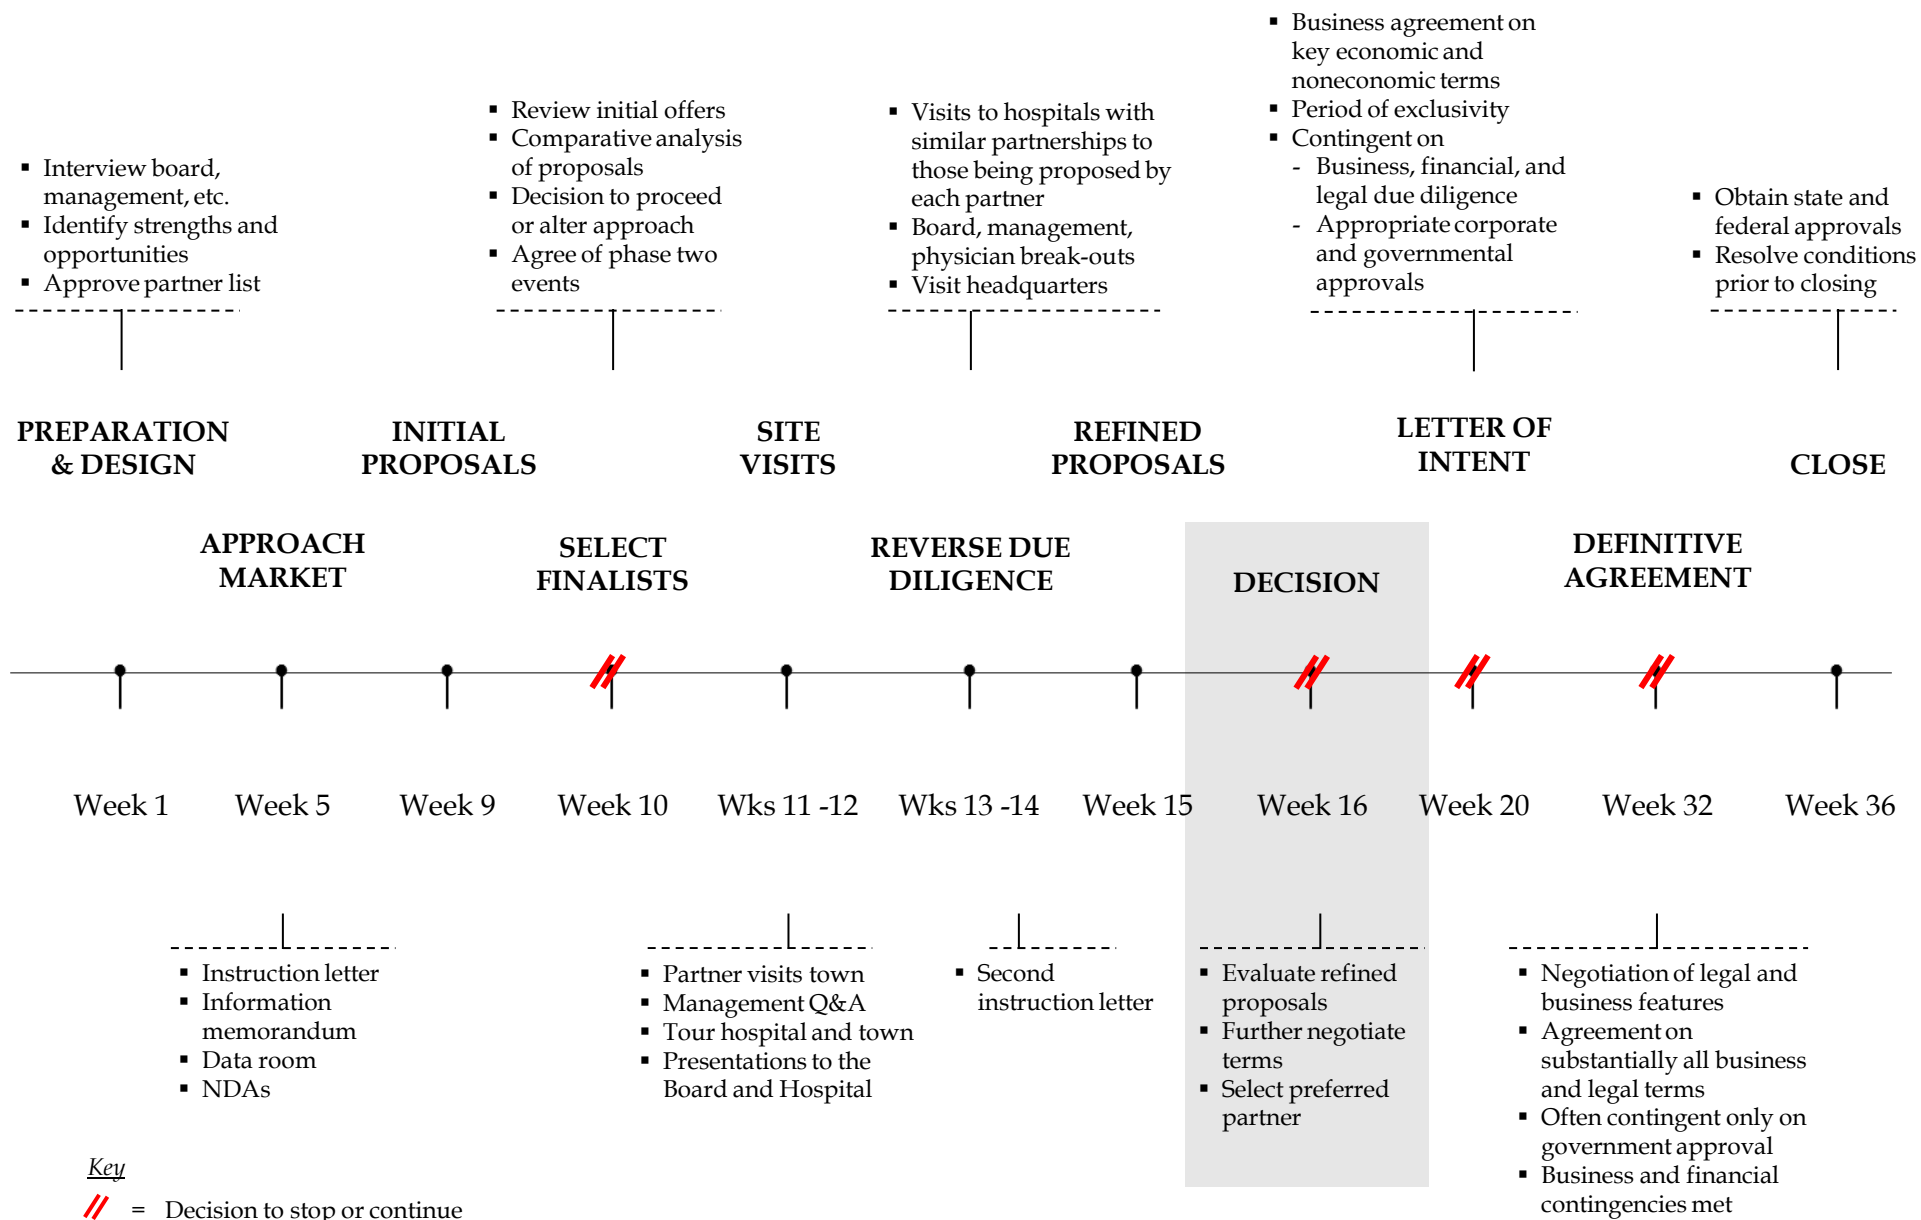 ▪ Interview board,
management, etc.
▪ Identify strengths and
opportunities
▪ Approve partner list
▪ Review initial offers
▪ Comparative analysis
of proposals
▪ Decision to proceed
or alter approach
▪ Agree of phase two
events
▪ Visits to hospitals with
similar partnerships to
those being proposed by
each partner
▪ Board, management,
physician break-outs
▪ Visit headquarters
▪ Business agreement on
key economic and
noneconomic terms
▪ Period of exclusivity
▪ Contingent on
- Business, financial, and
legal due diligence
- Appropriate corporate
and governmental
approvals
▪ Obtain state and
federal approvals
▪ Resolve conditions
prior to closing
PREPARATION
& DESIGN
INITIAL
PROPOSALS
SITE
VISITS
REFINED
PROPOSALS
LETTER OF
INTENT
CLOSE
APPROACH
MARKET
SELECT
FINALISTS
REVERSE DUE
DILIGENCE
DECISION
DEFINITIVE
AGREEMENT
Week 1
Week 5
Week 9
Week 10
Wks 11 -12
Wks 13 -14
Week 15
Week 16
Week 20
Week 32
Week 36
▪ Instruction letter
▪ Information
memorandum
▪ Data room
▪ NDAs
▪ Partner visits town
▪ Management Q&A
▪ Tour hospital and town
▪ Presentations to the
Board and Hospital
▪ Second
instruction letter
▪ Evaluate refined
proposals
▪ Further negotiate
terms
▪ Select preferred
partner
▪ Negotiation of legal and
business features
▪ Agreement on
substantially all business
and legal terms
▪ Often contingent only on
government approval
▪ Business and financial
contingencies met
Key
= Decision to stop or continue